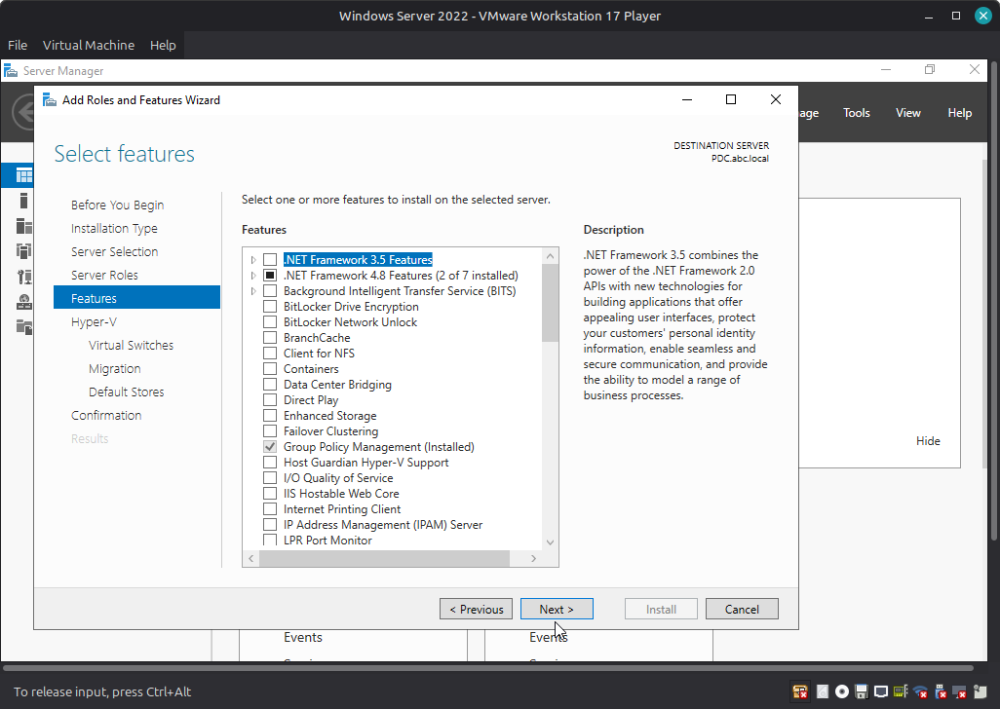 Windows Server 2022 - VMware Workstation 17 Player
File Virtual Machine Help
Server Manager
Add Roles and Features Wizard
Tools View Help
Select features
DESTINATION SERVER
PDC.abc.local
Before You Begin
Installation Type
Server Selection
Server Roles
Features
Hyper-V
Virtual Switches
Migration
Default Stores
Confirmation
Results
Select one or more features to install on the selected server.
Features
.NET Framework 3.5 Features
.NET Framework 4.8 Features (2 of 7 installed)
Background Intelligent Transfer Service (BITS)
BitLocker Drive Encryption
BitLocker Network Unlock
BranchCache
Client for NFS
Containers
Data Center Bridging
Direct Play
Enhanced Storage
Failover Clustering
Group Policy Management (Installed)
Host Guardian Hyper-V Support
I/O Quality of Service
IIS Hostable Web Core
Internet Printing Client
IP Address Management (IPAM) Server
LPR Port Monitor
Description
.NET Framework 3.5 combines the
power of the .NET Framework 2.0
APIs with new technologies for
building applications that offer
appealing user interfaces, protect
your customers' personal identity
information, enable seamless and
secure communication, and provide
the ability to model a range of
business processes.
Hide
< Previous Next > Install Cancel
Events Events
To release input, press Ctrl+Alt